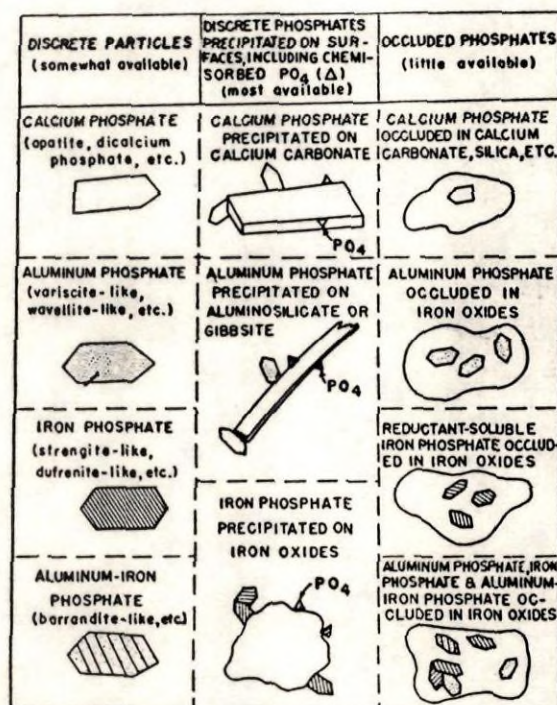 DISCRETE PARTICLES
(somewhat available)
DISCRETE PHOSPHATES
PRECIPITATED ON SUR-
FACES, INCLUDING CHEMI-
SORBED PO4 (Δ)
(most available)
OCCLUDED PHOSPHATES
(little available)
CALCIUM PHOSPHATE
(apatite, dicalcium
phosphate, etc.)
CALCIUM PHOSPHATE
PRECIPITATED ON
CALCIUM CARBONATE
PO4
CALCIUM PHOSPHATE
OCCLUDED IN CALCIUM
CARBONATE, SILICA, ETC.
ALUMINUM PHOSPHATE
(variscite-like,
wavellite-like, etc.)
ALUMINUM PHOSPHATE
PRECIPITATED ON
ALUMINOSILICATE OR
GIBBSITE
PO4
ALUMINUM PHOSPHATE
OCCLUDED IN
IRON OXIDES
IRON PHOSPHATE
(strengite-like,
dufrenite-like, etc.)
IRON PHOSPHATE
PRECIPITATED ON
IRON OXIDES
PO4
REDUCTANT-SOLUBLE
IRON PHOSPHATE OCCLUD-
ED IN IRON OXIDES
ALUMINUM-IRON
PHOSPHATE
(barrandite-like, etc)
ALUMINUM PHOSPHATE, IRON
PHOSPHATE & ALUMINUM-
IRON PHOSPHATE OC-
CLUDED IN IRON OXIDES